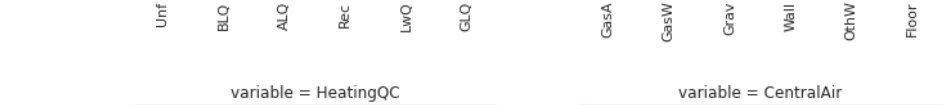 Unf BLQ ALQ Rec LwQ GLQ GasA GasW Grav Wall OthW Floor
variable = HeatingQC variable = CentralAir